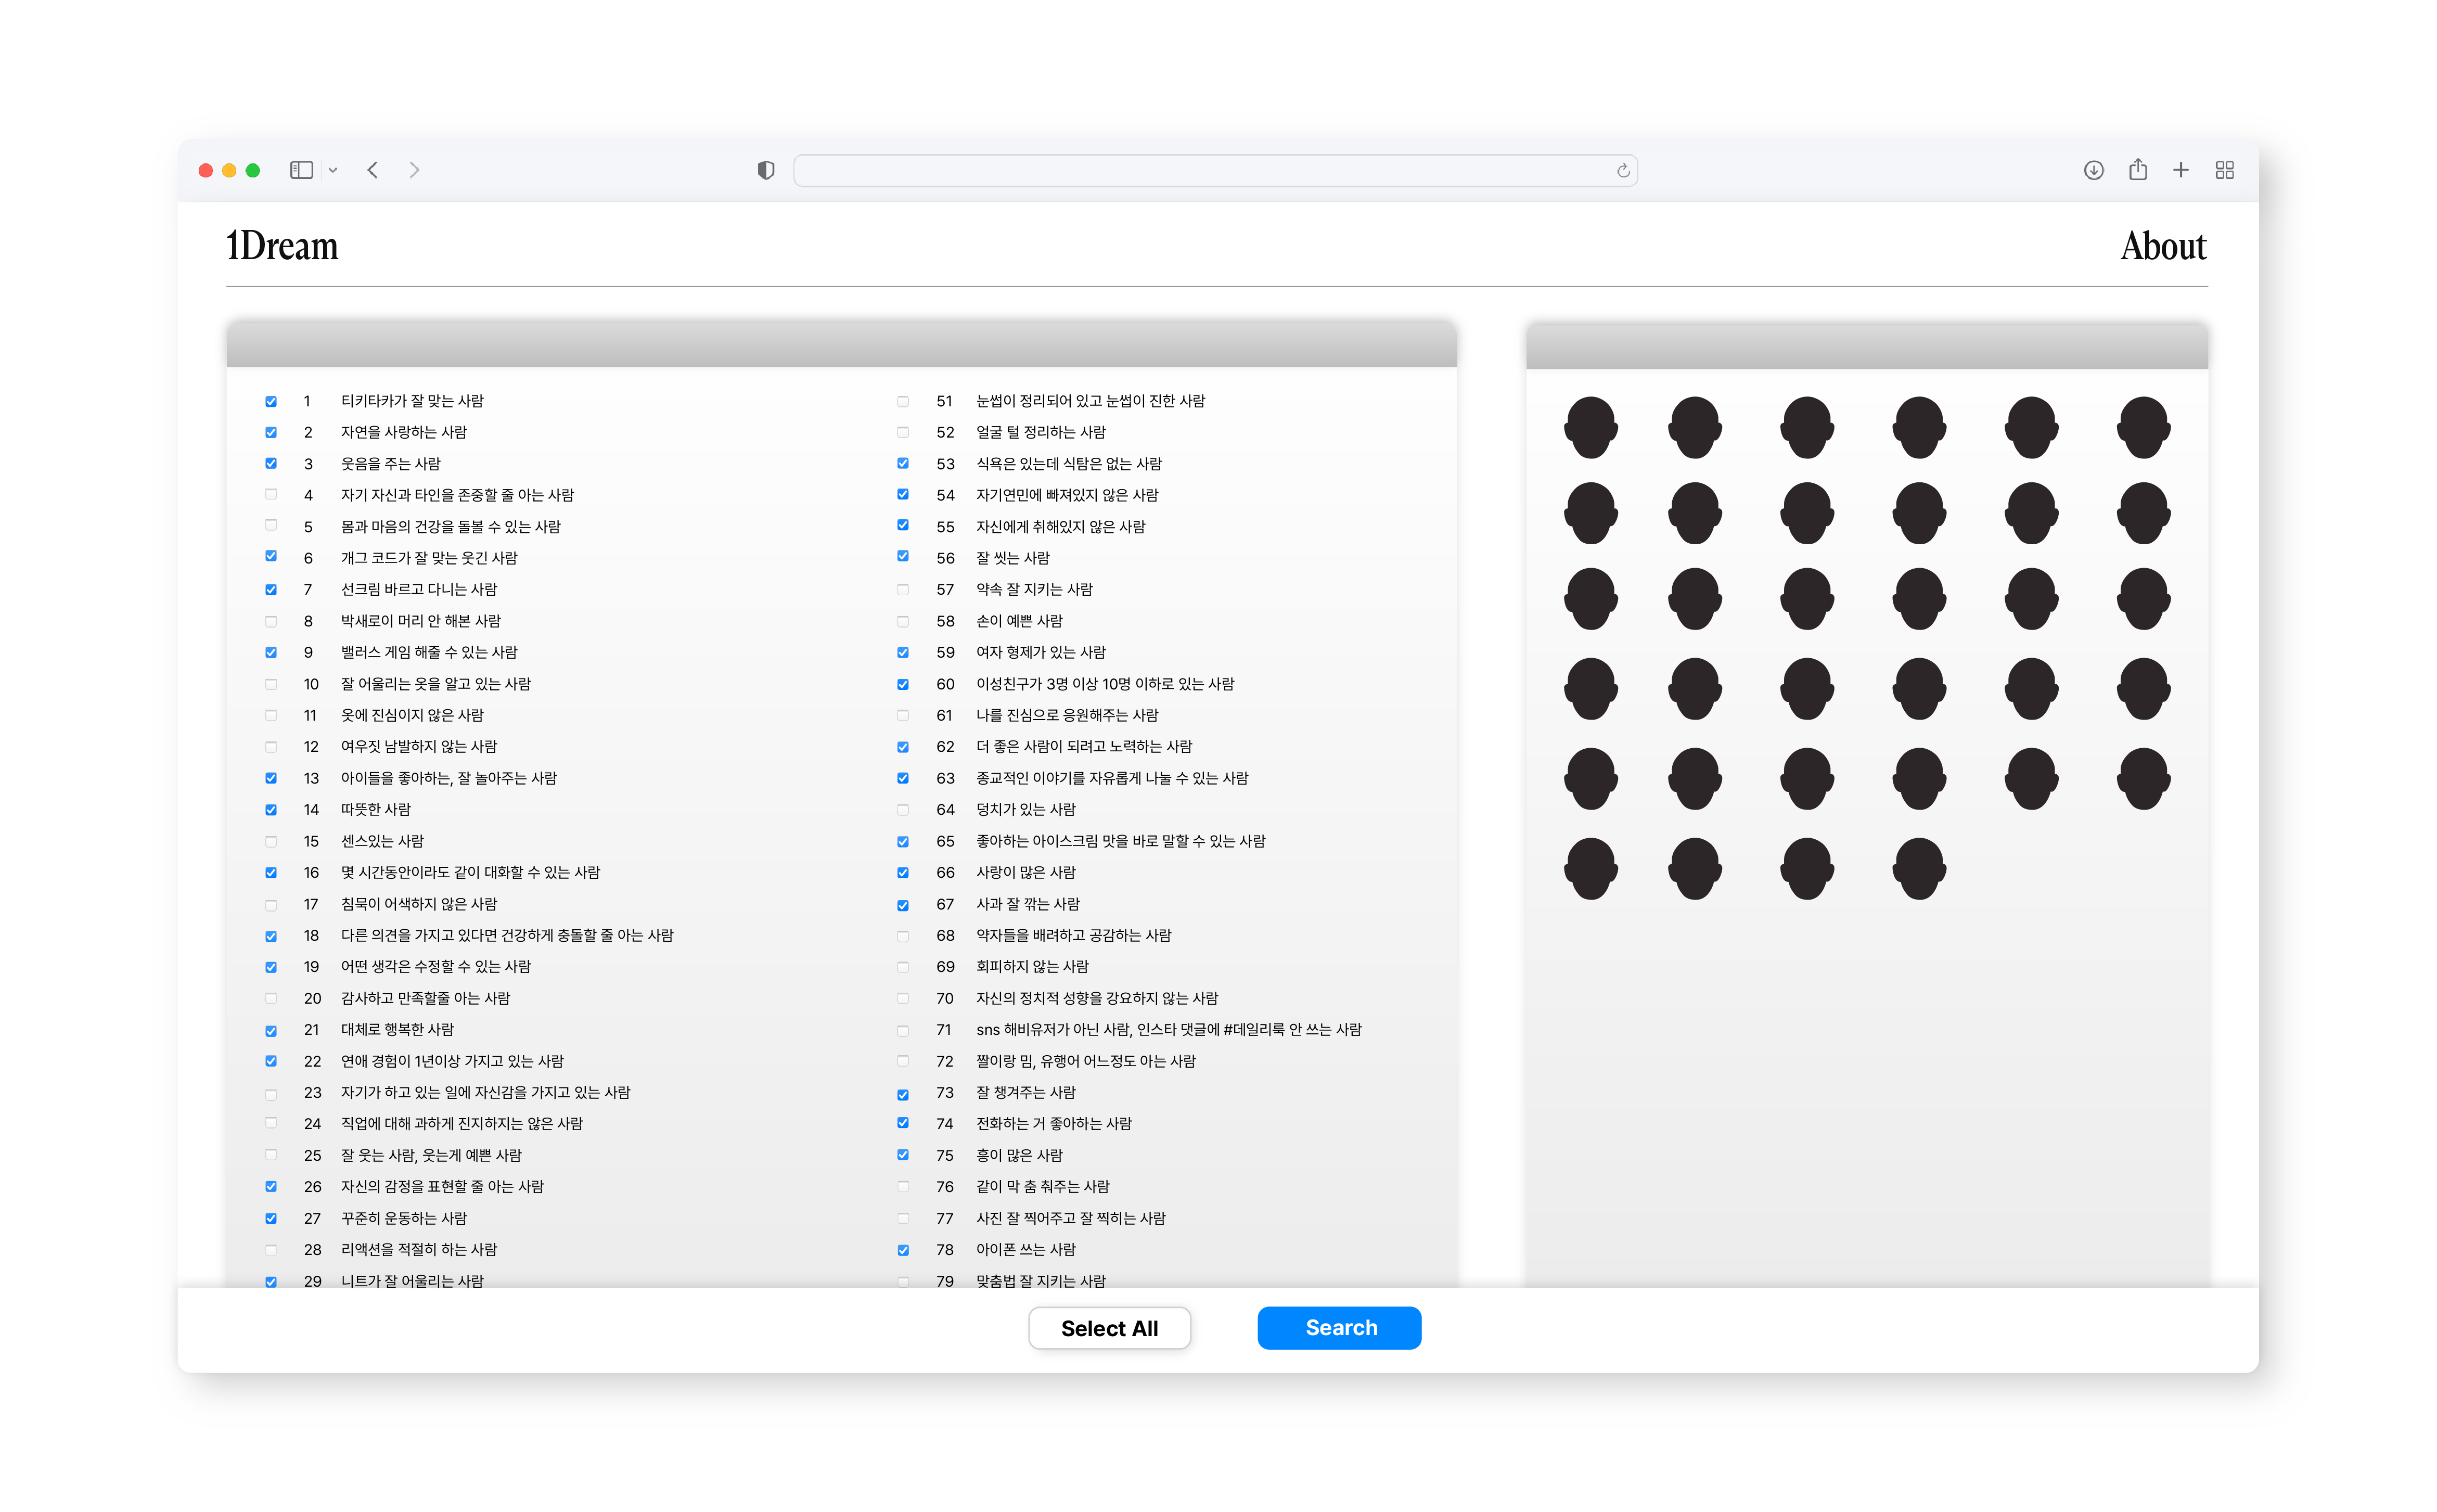 1Dream
About
1 티키타카가 잘 맞는 사람
2 자연을 사랑하는 사람
3 웃음을 주는 사람
4 자기 자신과 타인을 존중할 줄 아는 사람
5 몸과 마음의 건강을 돌볼 수 있는 사람
6 개그 코드가 잘 맞는 웃긴 사람
7 선크림 바르고 다니는 사람
8 박새로이 머리 안 해본 사람
9 밸러스 게임 해줄 수 있는 사람
10 잘 어울리는 옷을 알고 있는 사람
11 옷에 진심이지 않은 사람
12 여우짓 남발하지 않는 사람
13 아이들을 좋아하는, 잘 놀아주는 사람
14 따뜻한 사람
15 센스있는 사람
16 몇 시간동안이라도 같이 대화할 수 있는 사람
17 침묵이 어색하지 않은 사람
18 다른 의견을 가지고 있다면 건강하게 충돌할 줄 아는 사람
19 어떤 생각은 수정할 수 있는 사람
20 감사하고 만족할줄 아는 사람
21 대체로 행복한 사람
22 연애 경험이 1년이상 가지고 있는 사람
23 자기가 하고 있는 일에 자신감을 가지고 있는 사람
24 직업에 대해 과하게 진지하지는 않은 사람
25 잘 웃는 사람, 웃는게 예쁜 사람
26 자신의 감정을 표현할 줄 아는 사람
27 꾸준히 운동하는 사람
28 리액션을 적절히 하는 사람
29 니트가 잘 어울리는 사람
51 눈썹이 정리되어 있고 눈썹이 진한 사람
52 얼굴 털 정리하는 사람
53 식욕은 있는데 식탐은 없는 사람
54 자기연민에 빠져있지 않은 사람
55 자신에게 취해있지 않은 사람
56 잘 씻는 사람
57 약속 잘 지키는 사람
58 손이 예쁜 사람
59 여자 형제가 있는 사람
60 이성친구가 3명 이상 10명 이하로 있는 사람
61 나를 진심으로 응원해주는 사람
62 더 좋은 사람이 되려고 노력하는 사람
63 종교적인 이야기를 자유롭게 나눌 수 있는 사람
64 덩치가 있는 사람
65 좋아하는 아이스크림 맛을 바로 말할 수 있는 사람
66 사랑이 많은 사람
67 사과 잘 깎는 사람
68 약자들을 배려하고 공감하는 사람
69 회피하지 않는 사람
70 자신의 정치적 성향을 강요하지 않는 사람
71 sns 해비유저가 아닌 사람, 인스타 댓글에 #데일리룩 안 쓰는 사람
72 짤이랑 밈, 유행어 어느정도 아는 사람
73 잘 챙겨주는 사람
74 전화하는 거 좋아하는 사람
75 흥이 많은 사람
76 같이 막 춤 춰주는 사람
77 사진 잘 찍어주고 잘 찍히는 사람
78 아이폰 쓰는 사람
79 맞춤법 잘 지키는 사람
Select All
Search